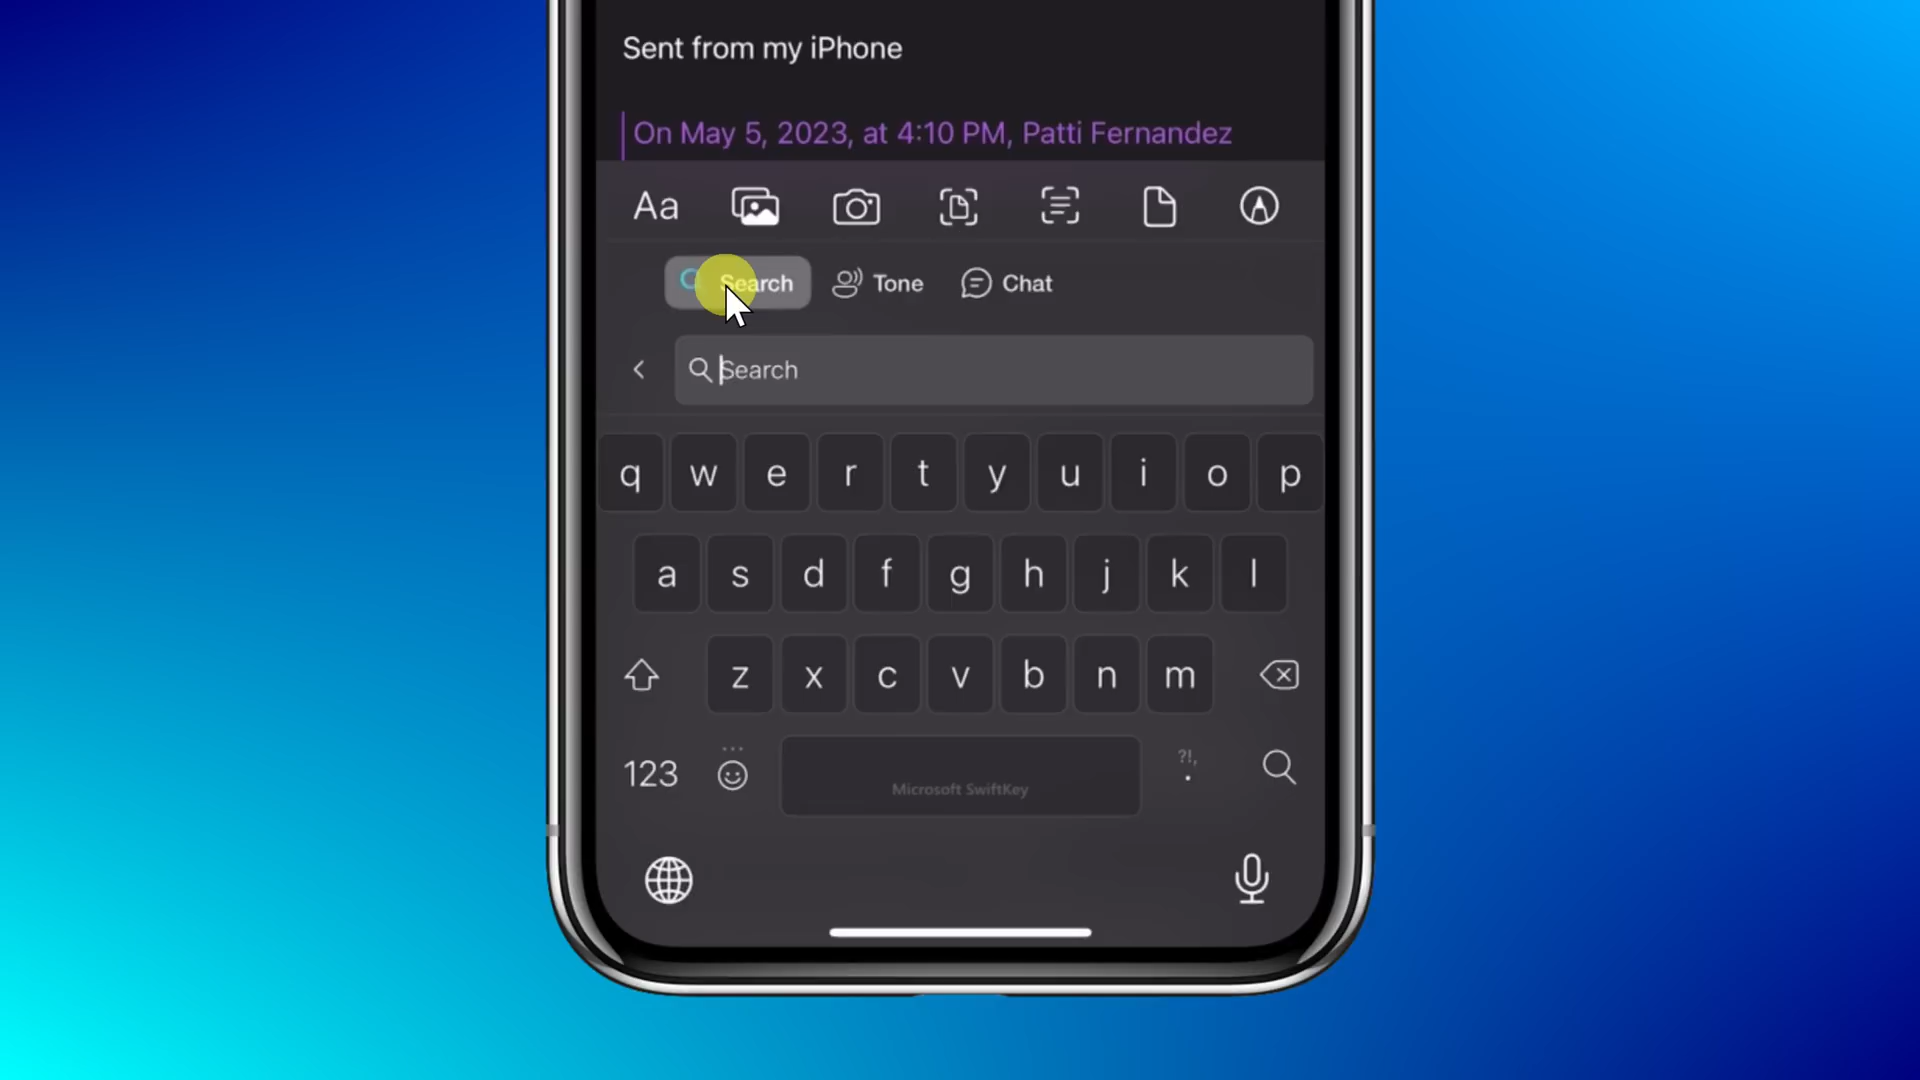 Sent from my iPhone
On May 5, 2023, at 4:10 PM, Patti Fernandez
Aa
Search Tone Chat
Search
q w e r t y u i o p
a s d f g h j k l
z x c v b n m
123 Microsoft SwiftKey ?!, .